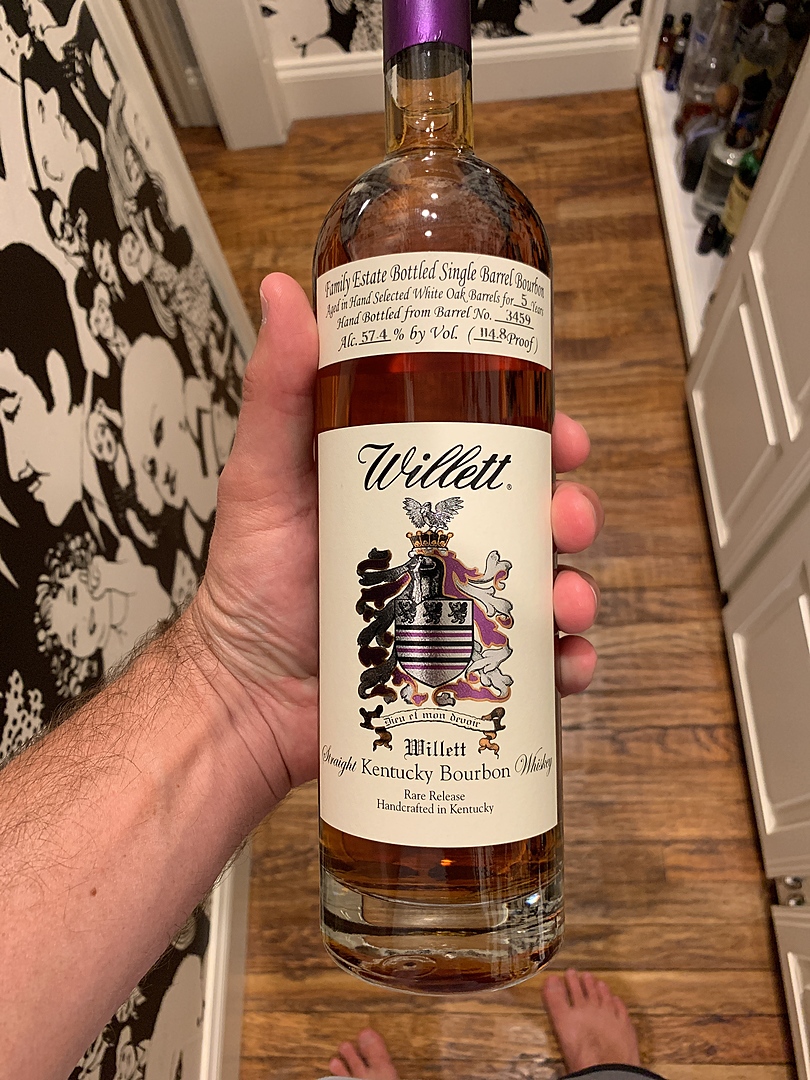 Family Estate Bottled Single Barrel Bourbon
Aged in Hand Selected White Oak Barrels for 5 Years
Hand Bottled from Barrel No. 3459
Alc. 57.4 % by Vol. (114.8 Proof)
Willett®
Dieu et mon devoir
Willett
Straight Kentucky Bourbon Whiskey
Rare Release
Handcrafted in Kentucky